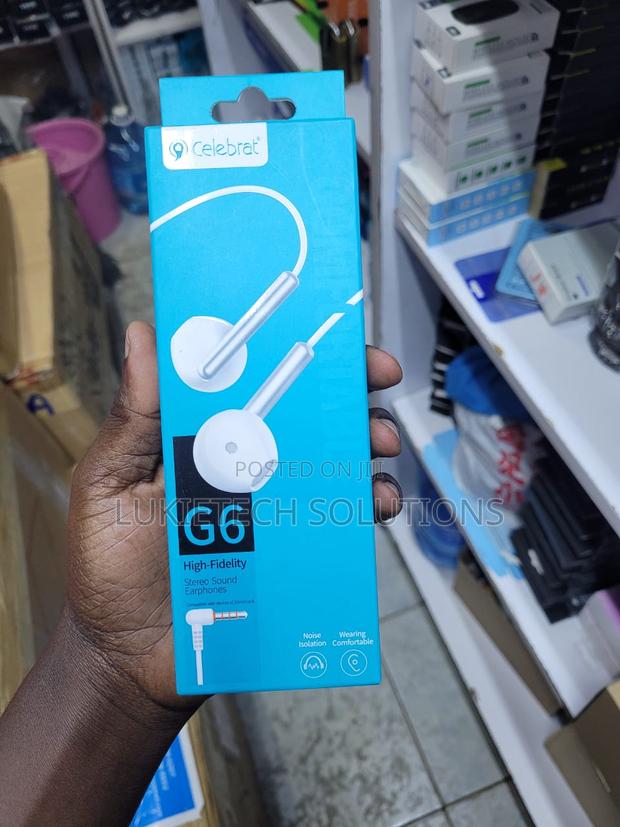 Celebrat®
POSTED ON JIJI
LUKIETECH SOLUTIONS
G6
High-Fidelity
Stereo Sound
Earphones
Noise
Isolation
Wearing
Comfortable
A